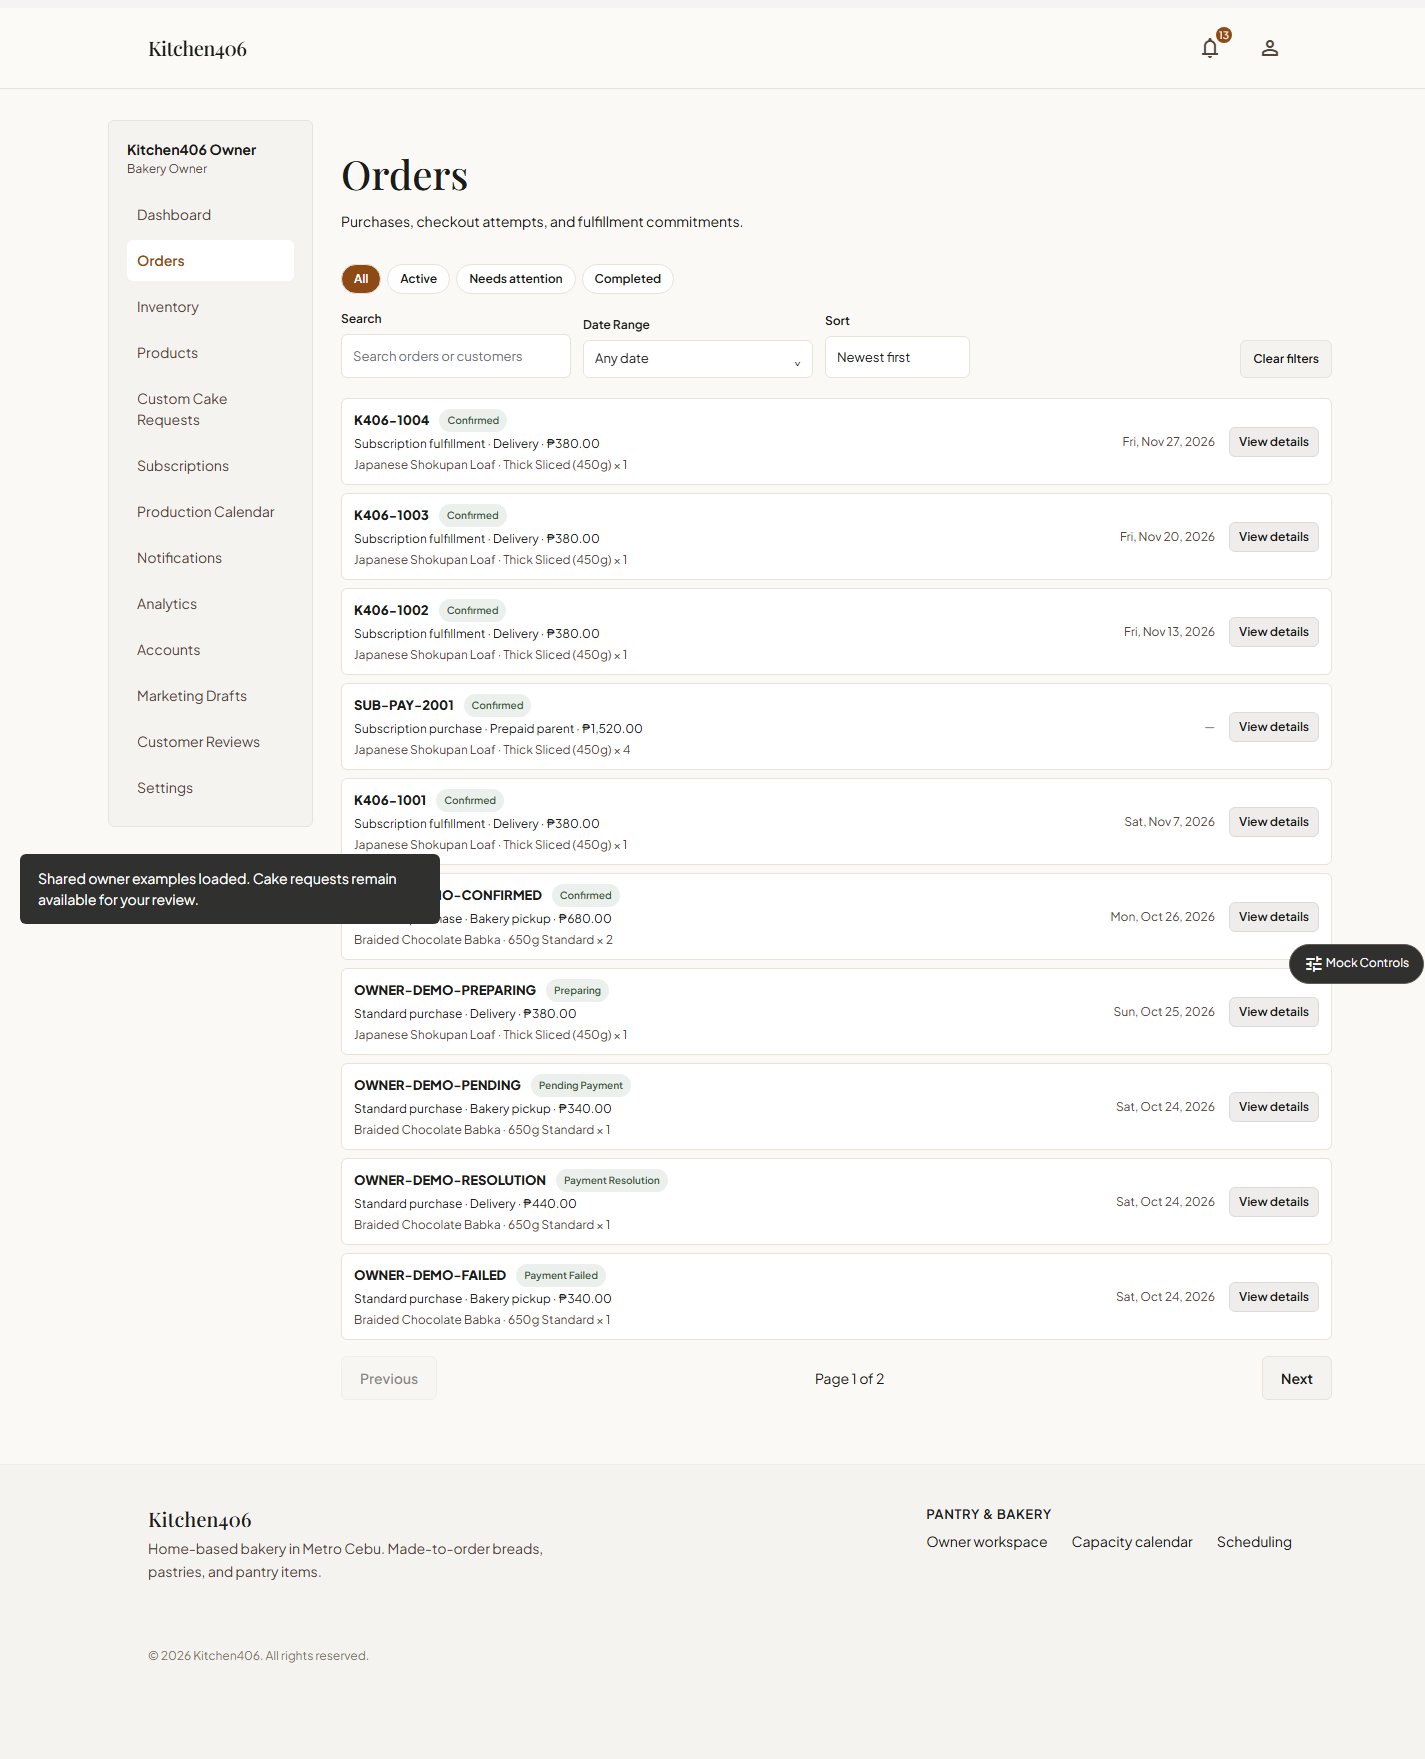 Kitchen406
13
Kitchen406 Owner
Bakery Owner
Dashboard
Orders
Inventory
Products
Custom Cake
Requests
Subscriptions
Production Calendar
Notifications
Analytics
Accounts
Marketing Drafts
Customer Reviews
Settings
Orders
Purchases, checkout attempts, and fulfillment commitments.
All
Active
Needs attention
Completed
Search
Date Range
Sort
Search orders or customers
Any date
Newest first
Clear filters
K406-1004 Confirmed
Subscription fulfillment · Delivery · ₱380.00
Japanese Shokupan Loaf · Thick Sliced (450g) × 1
Fri, Nov 27, 2026
View details
K406-1003 Confirmed
Subscription fulfillment · Delivery · ₱380.00
Japanese Shokupan Loaf · Thick Sliced (450g) × 1
Fri, Nov 20, 2026
View details
K406-1002 Confirmed
Subscription fulfillment · Delivery · ₱380.00
Japanese Shokupan Loaf · Thick Sliced (450g) × 1
Fri, Nov 13, 2026
View details
SUB-PAY-2001 Confirmed
Subscription purchase · Prepaid parent · ₱1,520.00
Japanese Shokupan Loaf · Thick Sliced (450g) × 4
—
View details
K406-1001 Confirmed
Subscription fulfillment · Delivery · ₱380.00
Japanese Shokupan Loaf · Thick Sliced (450g) × 1
Sat, Nov 7, 2026
View details
Shared owner examples loaded. Cake requests remain
available for your review.
O-CONFIRMED Confirmed
hase · Bakery pickup · ₱680.00
Braided Chocolate Babka · 650g Standard × 2
Mon, Oct 26, 2026
View details
Mock Controls
OWNER-DEMO-PREPARING Preparing
Standard purchase · Delivery · ₱380.00
Japanese Shokupan Loaf · Thick Sliced (450g) × 1
Sun, Oct 25, 2026
View details
OWNER-DEMO-PENDING Pending Payment
Standard purchase · Bakery pickup · ₱340.00
Braided Chocolate Babka · 650g Standard × 1
Sat, Oct 24, 2026
View details
OWNER-DEMO-RESOLUTION Payment Resolution
Standard purchase · Delivery · ₱440.00
Braided Chocolate Babka · 650g Standard × 1
Sat, Oct 24, 2026
View details
OWNER-DEMO-FAILED Payment Failed
Standard purchase · Bakery pickup · ₱340.00
Braided Chocolate Babka · 650g Standard × 1
Sat, Oct 24, 2026
View details
Previous
Page 1 of 2
Next
Kitchen406
Home-based bakery in Metro Cebu. Made-to-order breads,
pastries, and pantry items.
PANTRY & BAKERY
Owner workspace
Capacity calendar
Scheduling
© 2026 Kitchen406. All rights reserved.